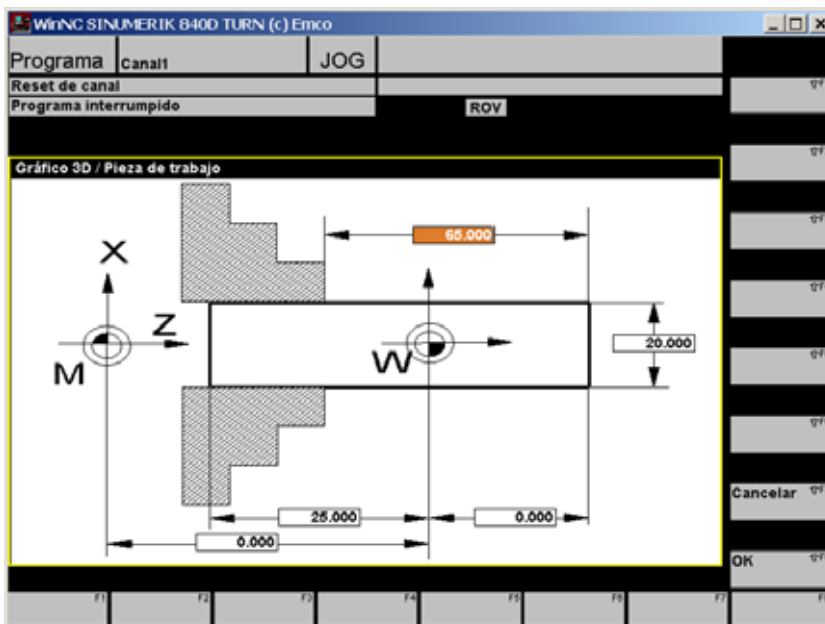 WinNC SINUMERIK 840D TURN (c) Emco
Programa Canal1 JOG
Reset de canal
Programa interrumpido ROV
Gráfico 3D / Pieza de trabajo
65.000
X
Z
M
W
20.000
25.000 0.000
0.000
Cancelar
OK
F1 F2 F3 F4 F5 F6 F7